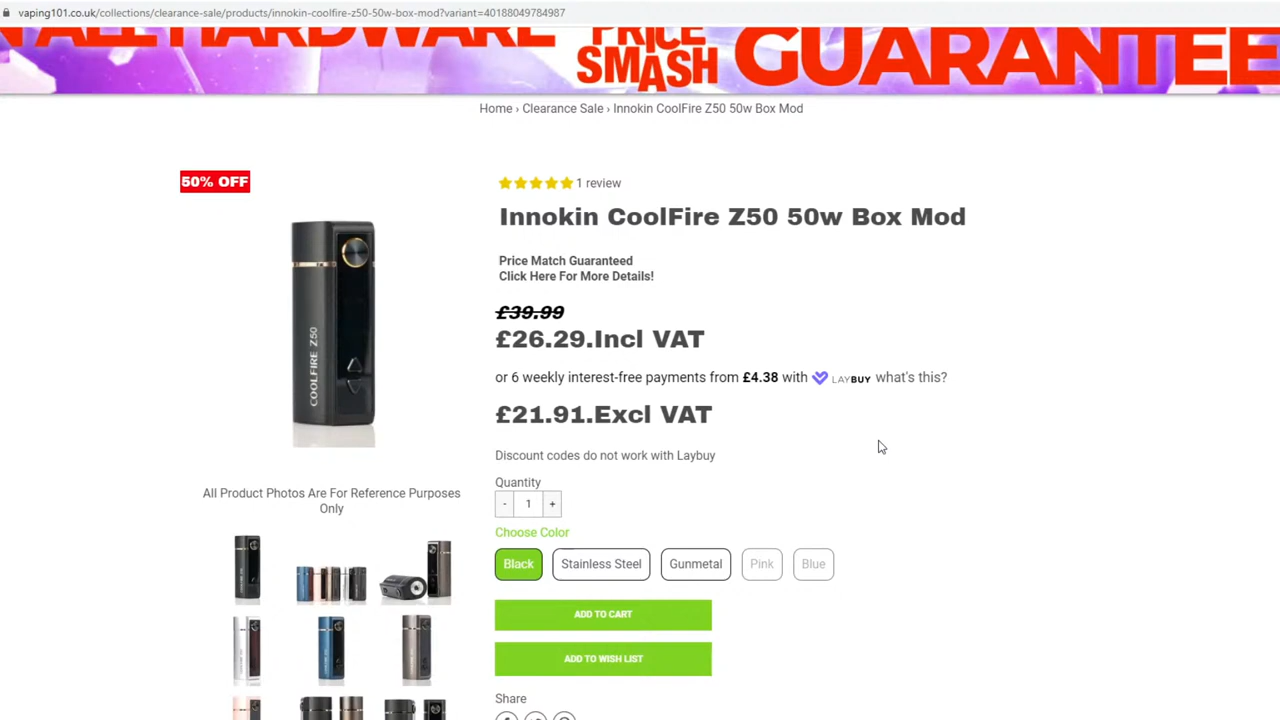 vaping101.co.uk/collections/clearance-sale/products/innokin-coolfire-z50-50w-box-mod?variant=40188049784987
N ALL HARDWARE PRICE SMASH GUARANTEE
Home › Clearance Sale › Innokin CoolFire Z50 50w Box Mod
50% OFF
1 review
Innokin CoolFire Z50 50w Box Mod
Price Match Guaranteed
Click Here For More Details!
£39.99
£26.29.Incl VAT
or 6 weekly interest-free payments from £4.38 with LAYBUY what's this?
£21.91.Excl VAT
Discount codes do not work with Laybuy
COOLFIRE Z50
All Product Photos Are For Reference Purposes
Only
Quantity
- 1 +
Choose Color
Black Stainless Steel Gunmetal Pink Blue
ADD TO CART
ADD TO WISH LIST
Share